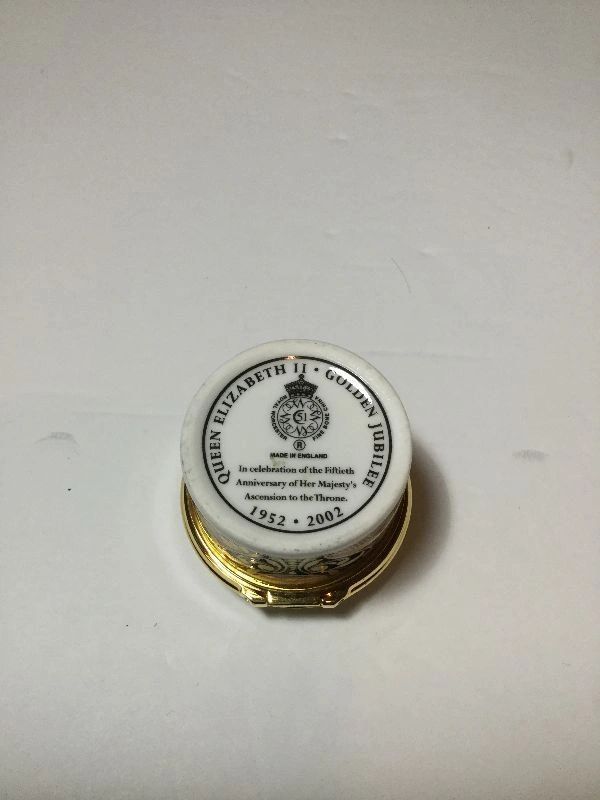 QUEEN ELIZABETH II • GOLDEN JUBILEE
51
®
MADE IN ENGLAND
In celebration of the Fiftieth
Anniversary of Her Majesty's
Ascension to the Throne.
1952 • 2002